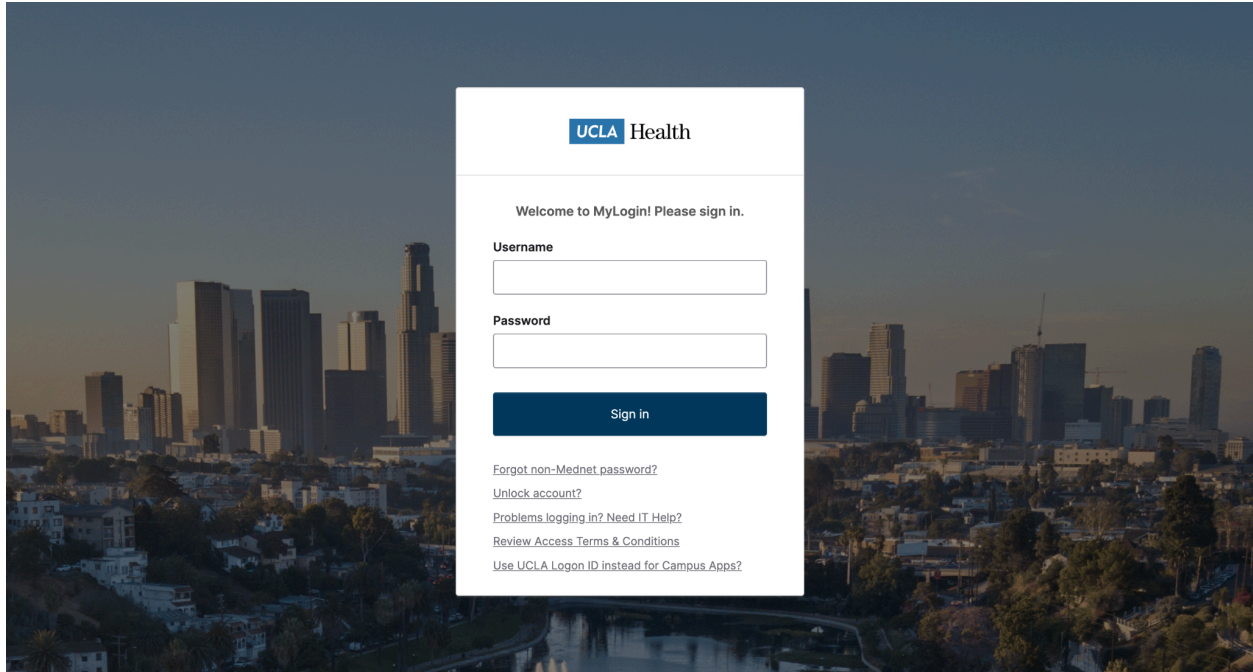 UCLA Health
Welcome to MyLogin! Please sign in.
Username
Password
Sign in
Forgot non-Mednet password?
Unlock account?
Problems logging in? Need IT Help?
Review Access Terms & Conditions
Use UCLA Logon ID instead for Campus Apps?